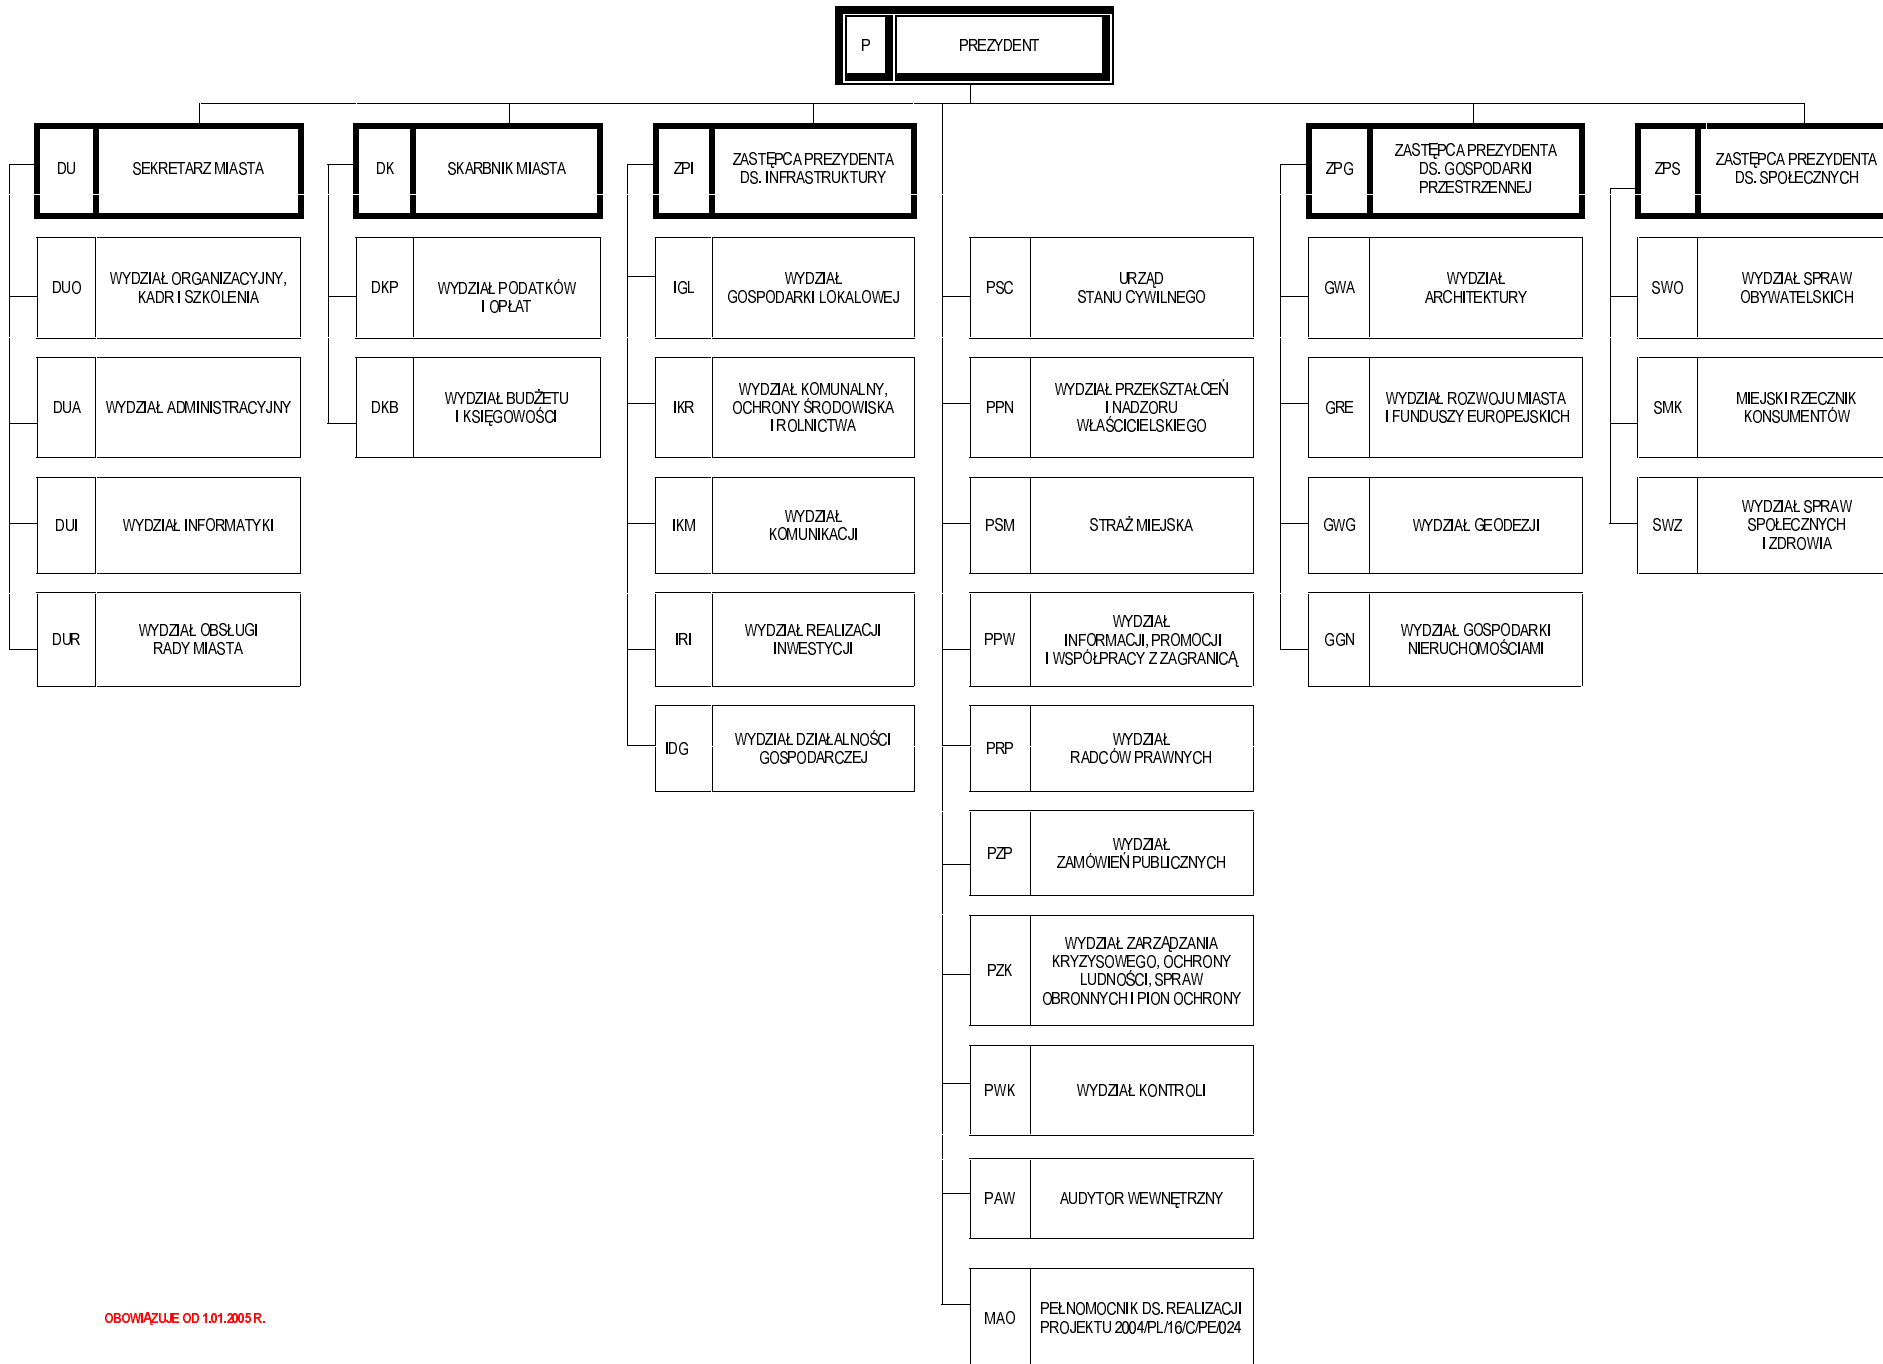 P PREZYDENT
DU SEKRETARZ MIASTA
DUO WYDZIAŁ ORGANIZACYJNY,
KADR I SZKOLENIA
DUA WYDZIAŁ ADMINISTRACYJNY
DUI WYDZIAŁ INFORMATYKI
DUR WYDZIAŁ OBSŁUGI
RADY MIASTA
DK SKARBNIK MIASTA
DKP WYDZIAŁ PODATKÓW
I OPŁAT
DKB WYDZIAŁ BUDŻETU
I KSIĘGOWOŚCI
ZPI ZASTĘPCA PREZYDENTA
DS. INFRASTRUKTURY
IGL WYDZIAŁ
GOSPODARKI LOKALOWEJ
IKR WYDZIAŁ KOMUNALNY,
OCHRONY ŚRODOWISKA
I ROLNICTWA
IKM WYDZIAŁ
KOMUNIKACJI
IRI WYDZIAŁ REALIZACJI
INWESTYCJI
IDG WYDZIAŁ DZIAŁALNOŚCI
GOSPODARCZEJ
PSC URZĄD
STANU CYWILNEGO
PPN WYDZIAŁ PRZEKSZTAŁCEŃ
I NADZORU
WŁAŚCICIELSKIEGO
PSM STRAŻ MIEJSKA
PPW WYDZIAŁ
INFORMACJI, PROMOCJI
I WSPÓŁPRACY Z ZAGRANICĄ
PRP WYDZIAŁ
RADCÓW PRAWNYCH
PZP WYDZIAŁ
ZAMÓWIEŃ PUBLICZNYCH
PZK WYDZIAŁ ZARZĄDZANIA
KRYZYSOWEGO, OCHRONY
LUDNOŚCI, SPRAW
OBRONNYCH I PION OCHRONY
PWK WYDZIAŁ KONTROLI
PAW AUDYTOR WEWNĘTRZNY
MAO PEŁNOMOCNIK DS. REALIZACJI
PROJEKTU 2004/PL/16/C/PE/024
ZPG ZASTĘPCA PREZYDENTA
DS. GOSPODARKI
PRZESTRZENNEJ
GWA WYDZIAŁ
ARCHITEKTURY
GRE WYDZIAŁ ROZWOJU MIASTA
I FUNDUSZY EUROPEJSKICH
GWG WYDZIAŁ GEODEZJI
GGN WYDZIAŁ GOSPODARKI
NIERUCHOMOŚCIAMI
ZPS ZASTĘPCA PREZYDENTA
DS. SPOŁECZNYCH
SWO WYDZIAŁ SPRAW
OBYWATELSKICH
SMK MIEJSKI RZECZNIK
KONSUMENTÓW
SWZ WYDZIAŁ SPRAW
SPOŁECZNYCH
I ZDROWIA
OBOWIĄZUJE OD 1.01.2005 R.